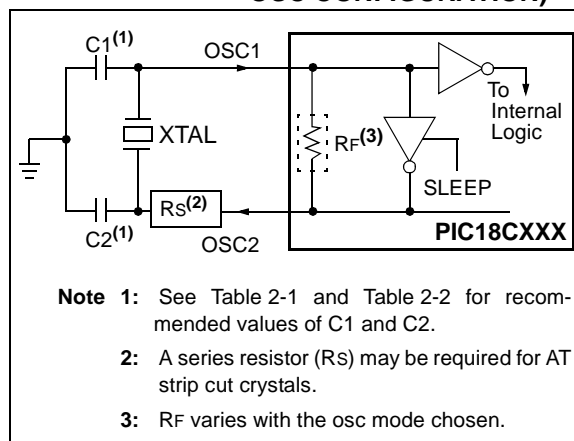 OSC CONFIGURATION)
C1(1)
OSC1
To
Internal
Logic
XTAL
RF(3)
SLEEP
RS(2)
C2(1)
OSC2
PIC18CXXX
Note 1: See Table 2-1 and Table 2-2 for recom-
mended values of C1 and C2.
2: A series resistor (RS) may be required for AT
strip cut crystals.
3: RF varies with the osc mode chosen.